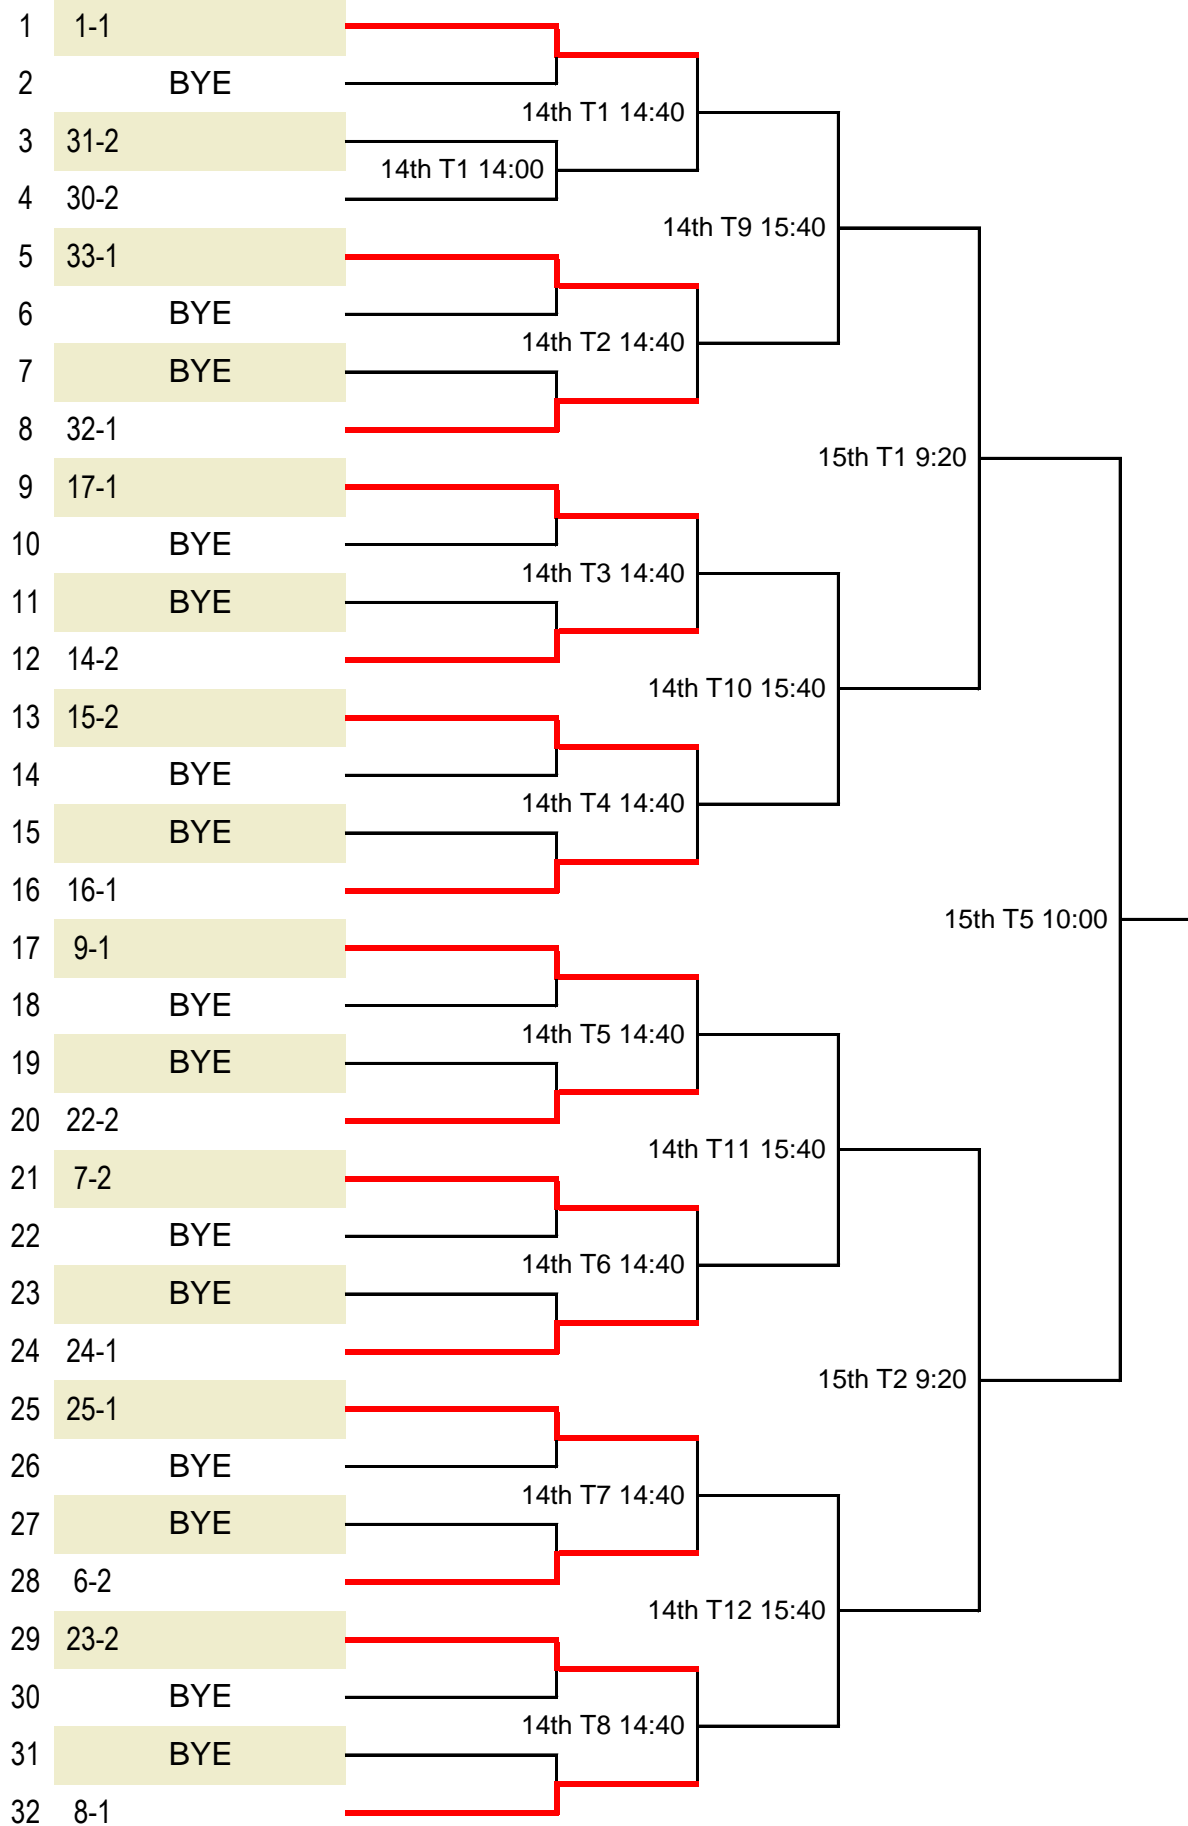 1 1-1
2 BYE
14th T1 14:40
3 31-2
14th T1 14:00
4 30-2
14th T9 15:40
5 33-1
6 BYE
14th T2 14:40
7 BYE
8 32-1
15th T1 9:20
9 17-1
10 BYE
14th T3 14:40
11 BYE
12 14-2
14th T10 15:40
13 15-2
14 BYE
14th T4 14:40
15 BYE
16 16-1
15th T5 10:00
17 9-1
18 BYE
14th T5 14:40
19 BYE
20 22-2
14th T11 15:40
21 7-2
22 BYE
14th T6 14:40
23 BYE
24 24-1
15th T2 9:20
25 25-1
26 BYE
14th T7 14:40
27 BYE
28 6-2
14th T12 15:40
29 23-2
30 BYE
14th T8 14:40
31 BYE
32 8-1